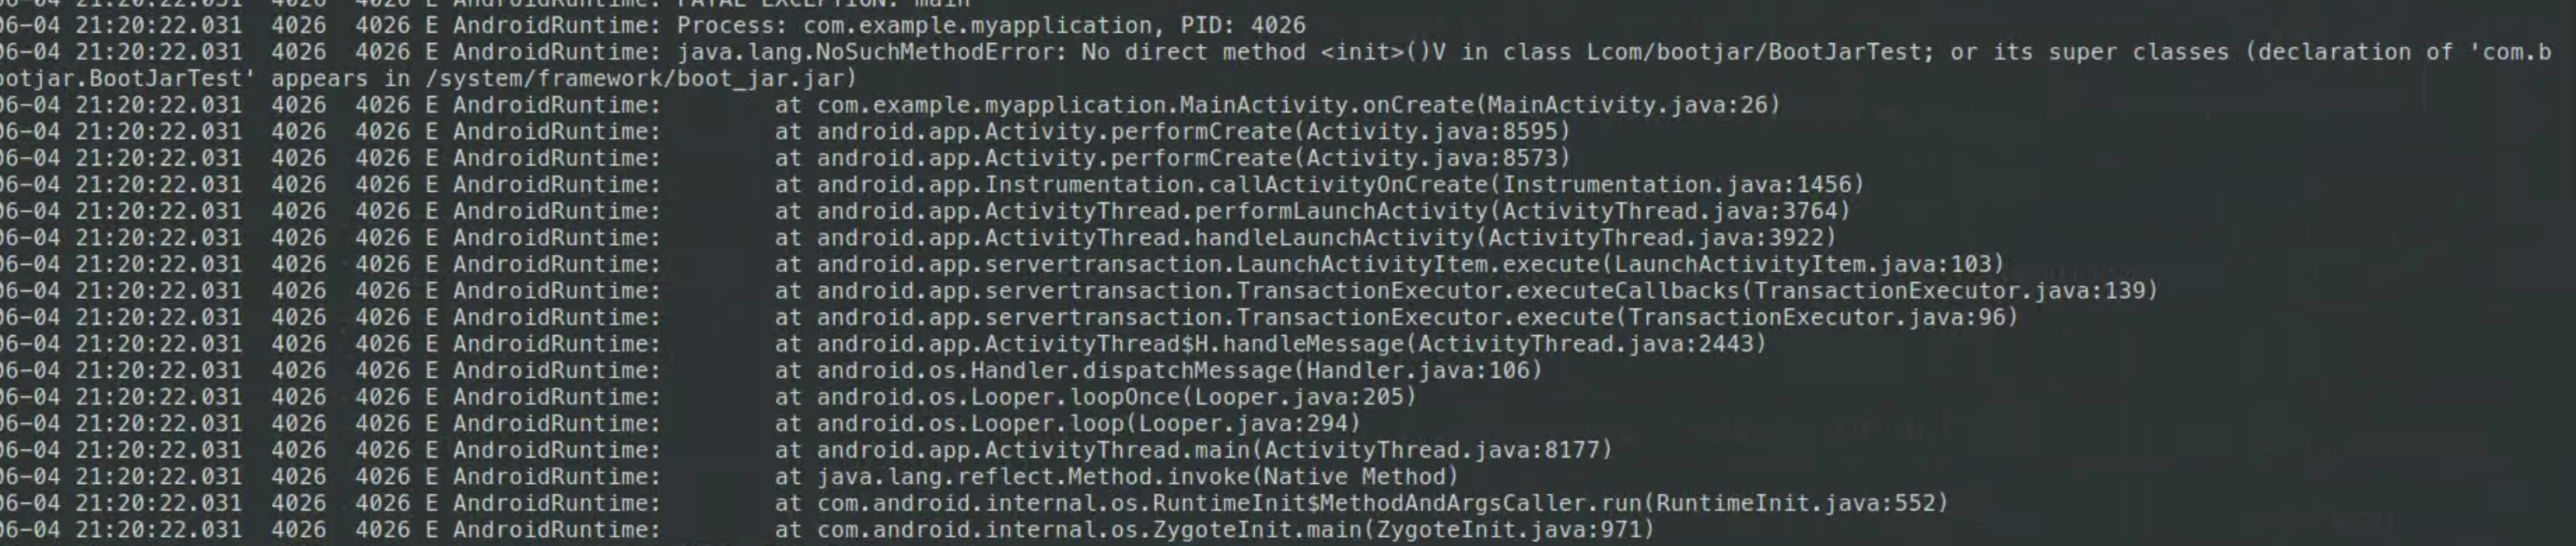 06-04 21:20:22.031  4026  4026 E AndroidRuntime: FATAL EXCEPTION: main
06-04 21:20:22.031  4026  4026 E AndroidRuntime: Process: com.example.myapplication, PID: 4026
06-04 21:20:22.031  4026  4026 E AndroidRuntime: java.lang.NoSuchMethodError: No direct method <init>()V in class Lcom/bootjar/BootJarTest; or its super classes (declaration of 'com.b
ootjar.BootJarTest' appears in /system/framework/boot_jar.jar)
06-04 21:20:22.031  4026  4026 E AndroidRuntime:        at com.example.myapplication.MainActivity.onCreate(MainActivity.java:26)
06-04 21:20:22.031  4026  4026 E AndroidRuntime:        at android.app.Activity.performCreate(Activity.java:8595)
06-04 21:20:22.031  4026  4026 E AndroidRuntime:        at android.app.Activity.performCreate(Activity.java:8573)
06-04 21:20:22.031  4026  4026 E AndroidRuntime:        at android.app.Instrumentation.callActivityOnCreate(Instrumentation.java:1456)
06-04 21:20:22.031  4026  4026 E AndroidRuntime:        at android.app.ActivityThread.performLaunchActivity(ActivityThread.java:3764)
06-04 21:20:22.031  4026  4026 E AndroidRuntime:        at android.app.ActivityThread.handleLaunchActivity(ActivityThread.java:3922)
06-04 21:20:22.031  4026  4026 E AndroidRuntime:        at android.app.servertransaction.LaunchActivityItem.execute(LaunchActivityItem.java:103)
06-04 21:20:22.031  4026  4026 E AndroidRuntime:        at android.app.servertransaction.TransactionExecutor.executeCallbacks(TransactionExecutor.java:139)
06-04 21:20:22.031  4026  4026 E AndroidRuntime:        at android.app.servertransaction.TransactionExecutor.execute(TransactionExecutor.java:96)
06-04 21:20:22.031  4026  4026 E AndroidRuntime:        at android.app.ActivityThread$H.handleMessage(ActivityThread.java:2443)
06-04 21:20:22.031  4026  4026 E AndroidRuntime:        at android.os.Handler.dispatchMessage(Handler.java:106)
06-04 21:20:22.031  4026  4026 E AndroidRuntime:        at android.os.Looper.loopOnce(Looper.java:205)
06-04 21:20:22.031  4026  4026 E AndroidRuntime:        at android.os.Looper.loop(Looper.java:294)
06-04 21:20:22.031  4026  4026 E AndroidRuntime:        at android.app.ActivityThread.main(ActivityThread.java:8177)
06-04 21:20:22.031  4026  4026 E AndroidRuntime:        at java.lang.reflect.Method.invoke(Native Method)
06-04 21:20:22.031  4026  4026 E AndroidRuntime:        at com.android.internal.os.RuntimeInit$MethodAndArgsCaller.run(RuntimeInit.java:552)
06-04 21:20:22.031  4026  4026 E AndroidRuntime:        at com.android.internal.os.ZygoteInit.main(ZygoteInit.java:971)